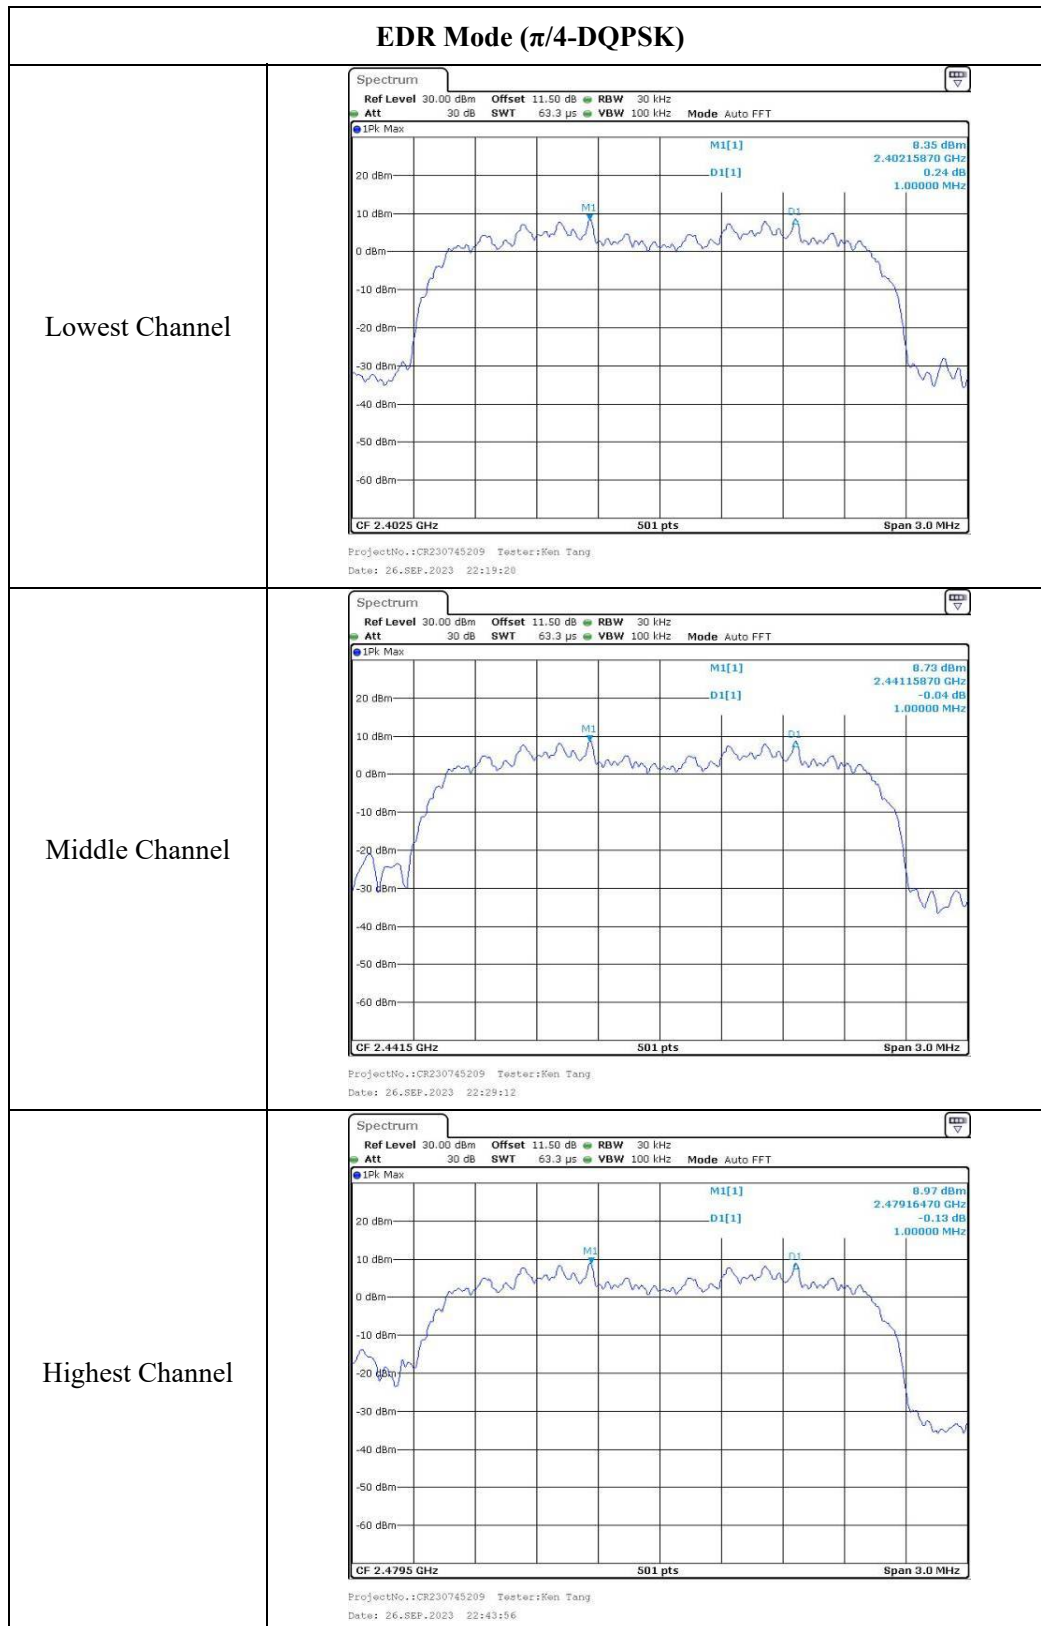 EDR Mode (π/4-DQPSK)
Lowest Channel
Spectrum
Ref Level 30.00 dBm Offset 11.50 dB RBW 30 kHz
Att 30 dB SWT 63.3 µs VBW 100 kHz Mode Auto FFT
1Pk Max
M1[1] 8.35 dBm
2.40215870 GHz
D1[1] 0.24 dB
1.00000 MHz
20 dBm
M1
D1
10 dBm
0 dBm
-10 dBm
-20 dBm
-30 dBm
-40 dBm
-50 dBm
-60 dBm
CF 2.4025 GHz 501 pts Span 3.0 MHz
ProjectNo.:CR230745209 Tester:Ken Tang
Date: 26.SEP.2023 22:19:20
Middle Channel
Spectrum
Ref Level 30.00 dBm Offset 11.50 dB RBW 30 kHz
Att 30 dB SWT 63.3 µs VBW 100 kHz Mode Auto FFT
1Pk Max
M1[1] 8.73 dBm
2.44115870 GHz
D1[1] -0.04 dB
1.00000 MHz
20 dBm
M1
D1
10 dBm
0 dBm
-10 dBm
-20 dBm
-30 dBm
-40 dBm
-50 dBm
-60 dBm
CF 2.4415 GHz 501 pts Span 3.0 MHz
ProjectNo.:CR230745209 Tester:Ken Tang
Date: 26.SEP.2023 22:29:12
Highest Channel
Spectrum
Ref Level 30.00 dBm Offset 11.50 dB RBW 30 kHz
Att 30 dB SWT 63.3 µs VBW 100 kHz Mode Auto FFT
1Pk Max
M1[1] 8.97 dBm
2.47916470 GHz
D1[1] -0.13 dB
1.00000 MHz
20 dBm
M1
D1
10 dBm
0 dBm
-10 dBm
-20 dBm
-30 dBm
-40 dBm
-50 dBm
-60 dBm
CF 2.4795 GHz 501 pts Span 3.0 MHz
ProjectNo.:CR230745209 Tester:Ken Tang
Date: 26.SEP.2023 22:43:56